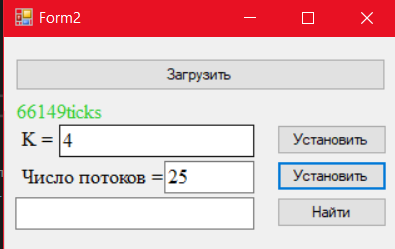 Form2
Загрузить
66149ticks
K = 4 Установить
Число потоков = 25 Установить
Найти